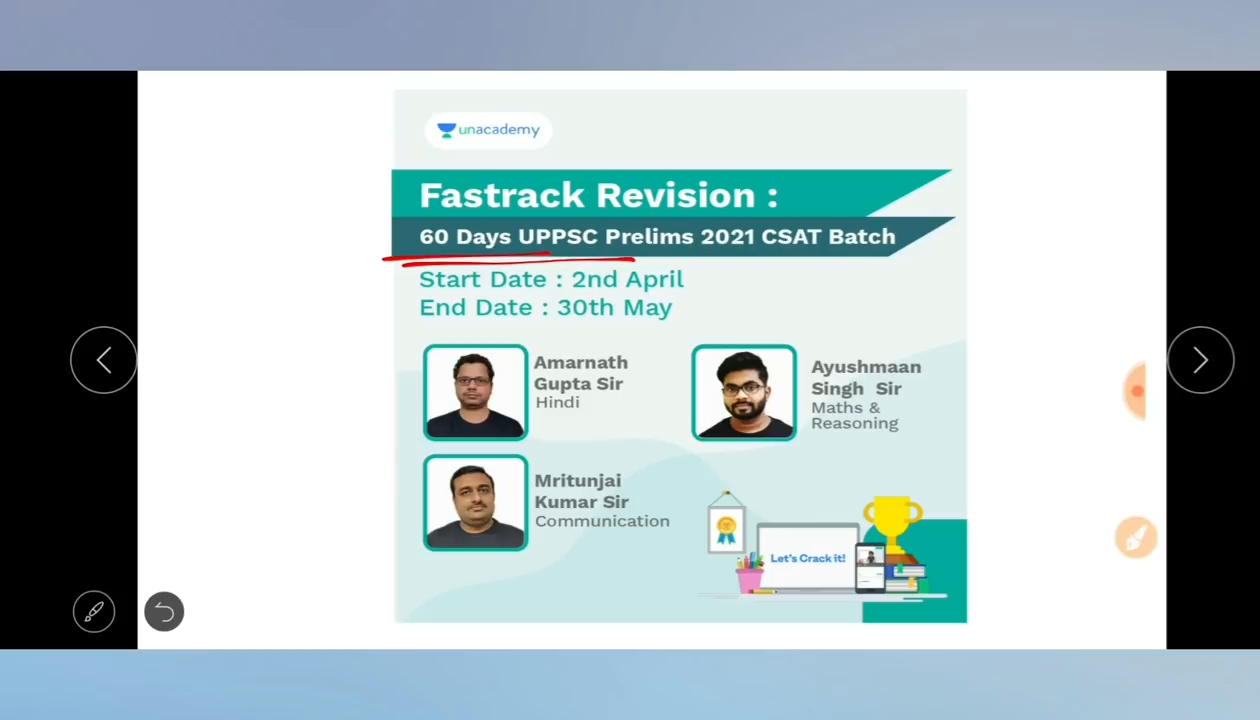 unacademy
Fastrack Revision :
60 Days UPPSC Prelims 2021 CSAT Batch
Start Date : 2nd April
End Date : 30th May
Amarnath
Gupta Sir
Hindi
Ayushmaan
Singh Sir
Maths &
Reasoning
Mritunjai
Kumar Sir
Communication
Let's Crack it!